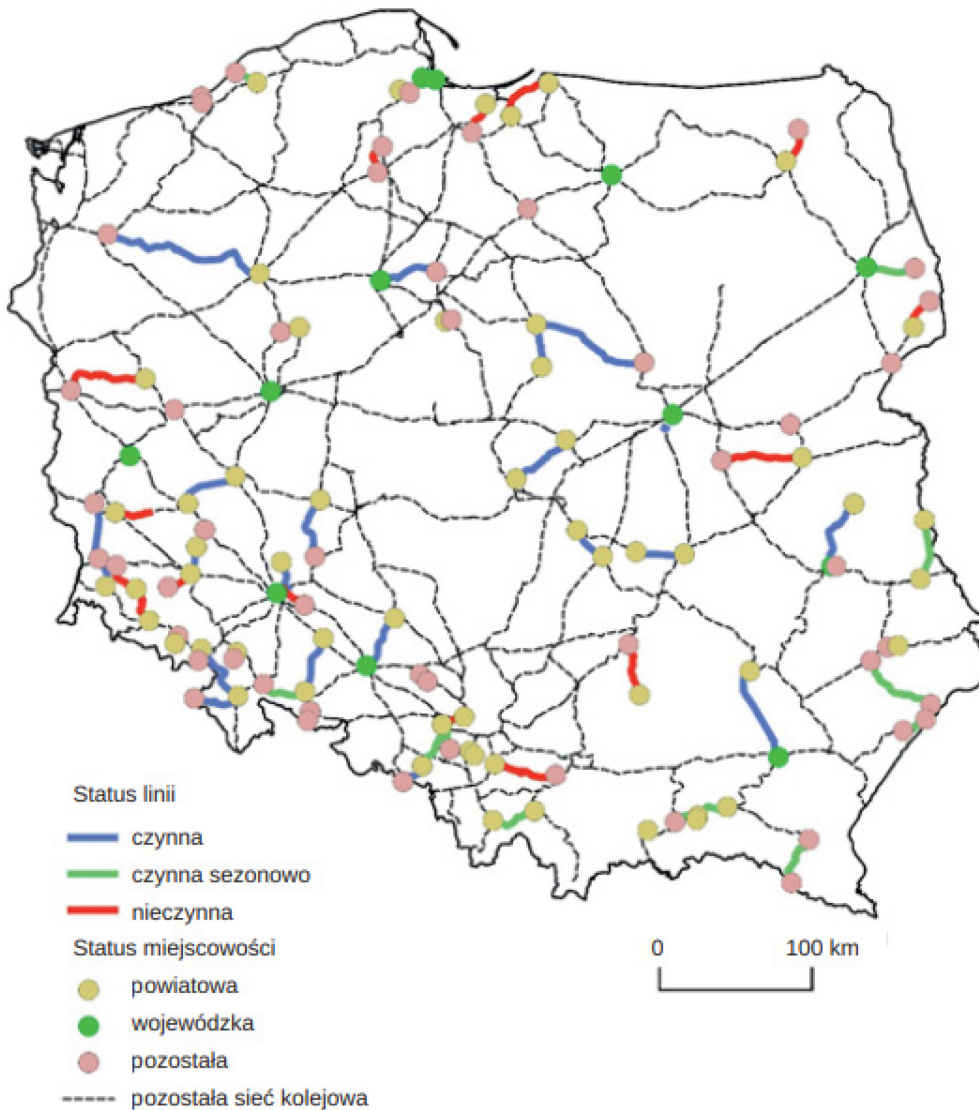 Status linii
czynna
czynna sezonowo
nieczynna
Status miejscowości
powiatowa
wojewódzka
pozostała
pozostała sieć kolejowa
0 100 km